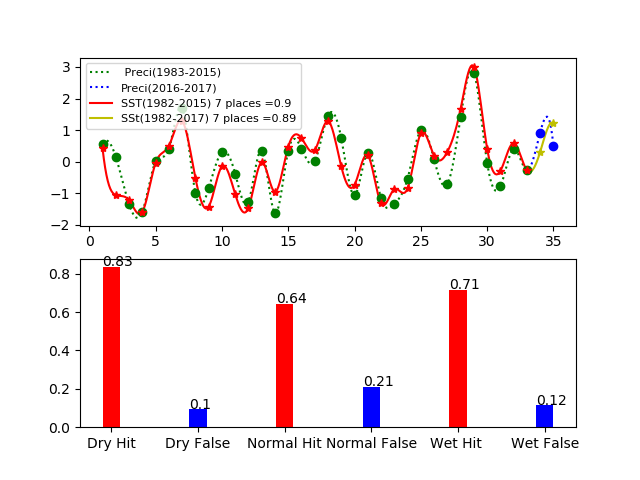 3
2
1
0
−1
−2
Preci(1983-2015)
Preci(2016-2017)
SST(1982-2015) 7 places =0.9
SSt(1982-2017) 7 places =0.89
0 5 10 15 20 25 30 35
0.8
0.6
0.4
0.2
0.0
0.83
0.1
0.64
0.21
0.71
0.12
Dry Hit Dry False Normal Hit Normal False Wet Hit Wet False